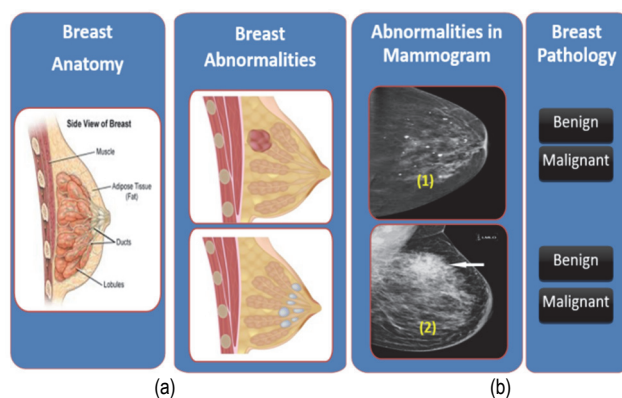 Breast
Anatomy
Side View of Breast
Muscle
Adipose Tissue
(Fat)
Ducts
Lobules
Breast
Abnormalities
Abnormalities in
Mammogram
(1)
(2)
Breast
Pathology
Benign
Malignant
Benign
Malignant
(a)
(b)